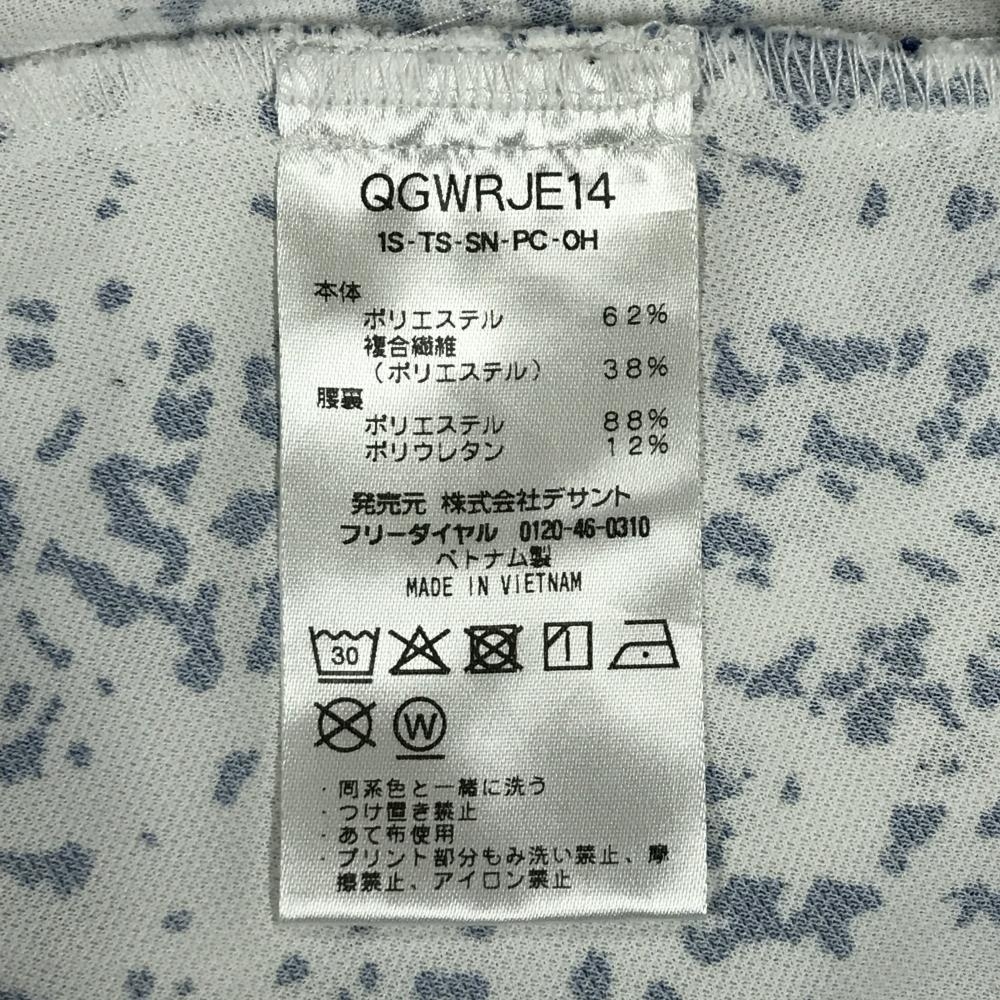 QGWRJE14
1S-TS-SN-PC-OH
本体
ポリエステル 62%
複合繊維
(ポリエステル) 38%
腰裏
ポリエステル 88%
ポリウレタン 12%
発売元 株式会社デサント
フリーダイヤル 0120-46-0310
ベトナム製
MADE IN VIETNAM
30
W
・同系色と一緒に洗う
・つけ置き禁止
・あて布使用
・プリント部分もみ洗い禁止、摩
擦禁止、アイロン禁止